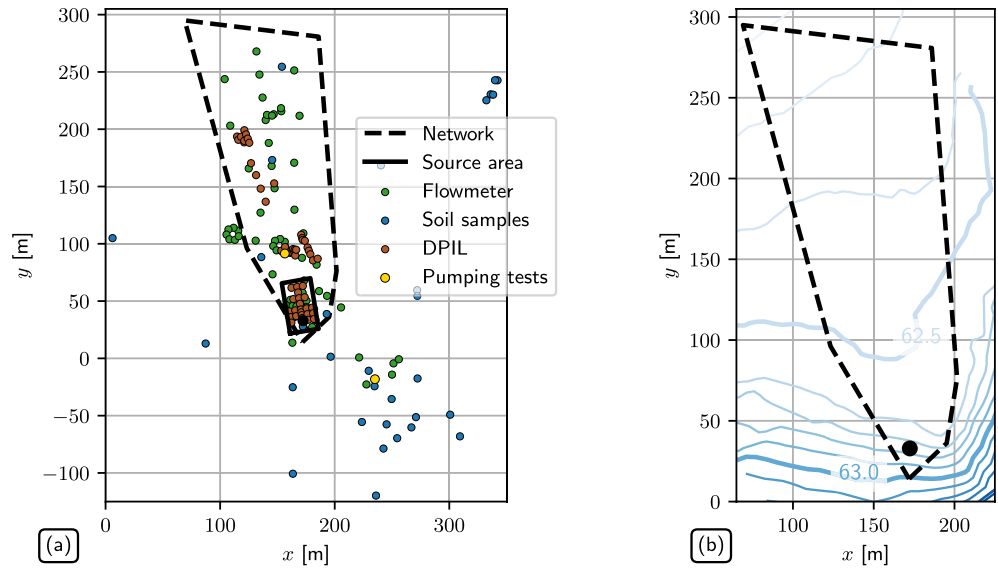 300
250
200
150
100
50
0
−50
−100
y [m]
0 100 200 300
x [m]
(a)
Network
Source area
Flowmeter
Soil samples
DPIL
Pumping tests
300
250
200
150
100
50
0
y [m]
62.5
63.0
100 150 200
x [m]
(b)